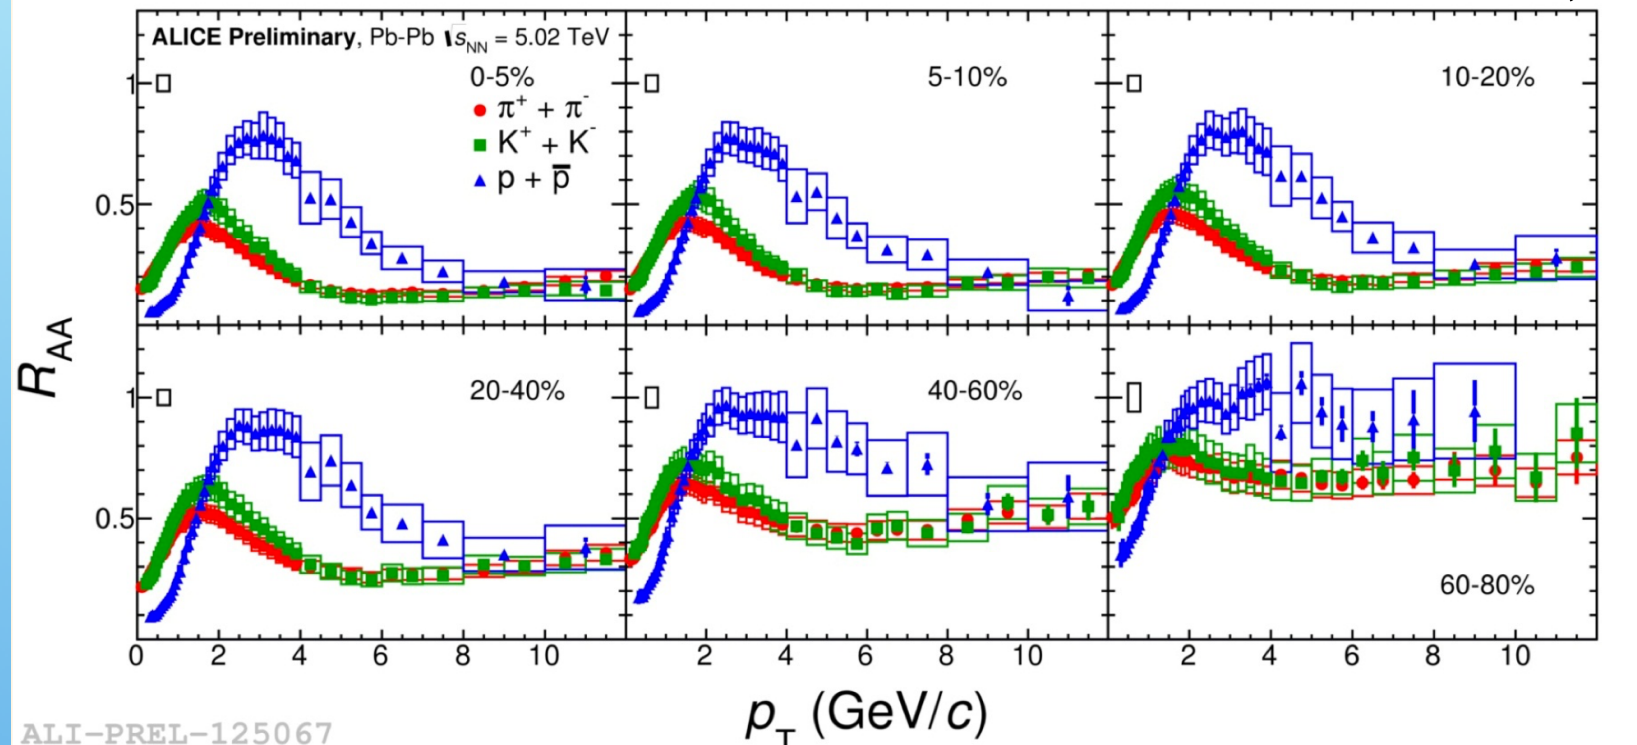 ALICE Preliminary, Pb-Pb √sNN = 5.02 TeV
0-5%
π+ + π-
K+ + K-
p + p̅
5-10%
10-20%
1
0.5
RAA
20-40%
40-60%
60-80%
1
0.5
0 2 4 6 8 10 2 4 6 8 10 2 4 6 8 10
pT (GeV/c)
ALI-PREL-125067